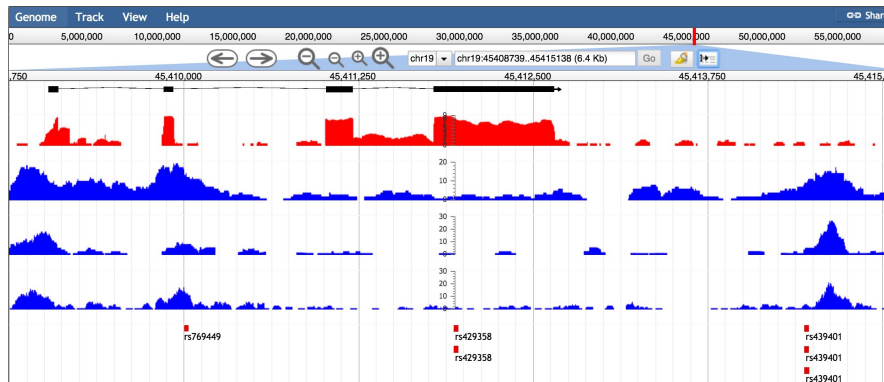 Genome Track View Help Shar
0 5,000,000 10,000,000 15,000,000 20,000,000 25,000,000 30,000,000 35,000,000 40,000,000 45,000,000 50,000,000 55,000,000
chr19 chr19:45408739..45415138 (6.4 Kb) Go
,750 45,410,000 45,411,250 45,412,500 45,413,750 45,415,
20
10
0
30
20
10
0
30
20
10
0
rs769449 rs429358 rs439401
rs429358 rs439401
rs439401